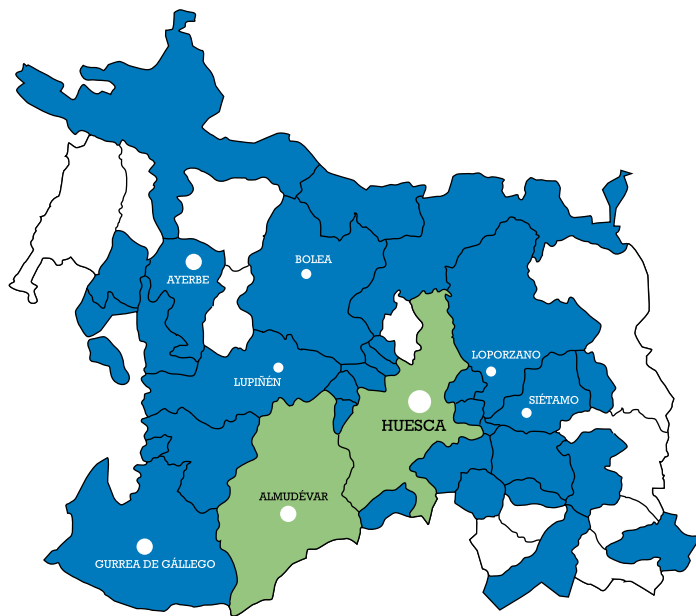 BOLEA
AYERBE
LOPORZANO
LUPIÑÉN
SIÉTAMO
HUESCA
ALMUDÉVAR
GURREA DE GÁLLEGO